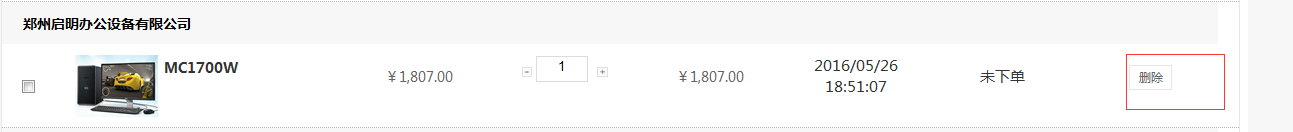 郑州启明办公设备有限公司
MC1700W
￥1,807.00
-
1
+
￥1,807.00
2016/05/26
18:51:07
未下单
删除